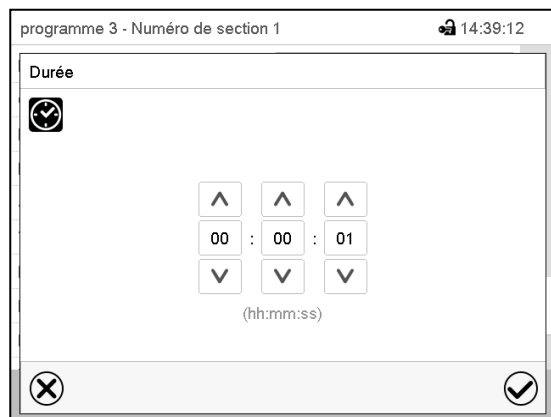 programme 3 - Numéro de section 1 14:39:12
Durée
00 : 00 : 01
(hh:mm:ss)